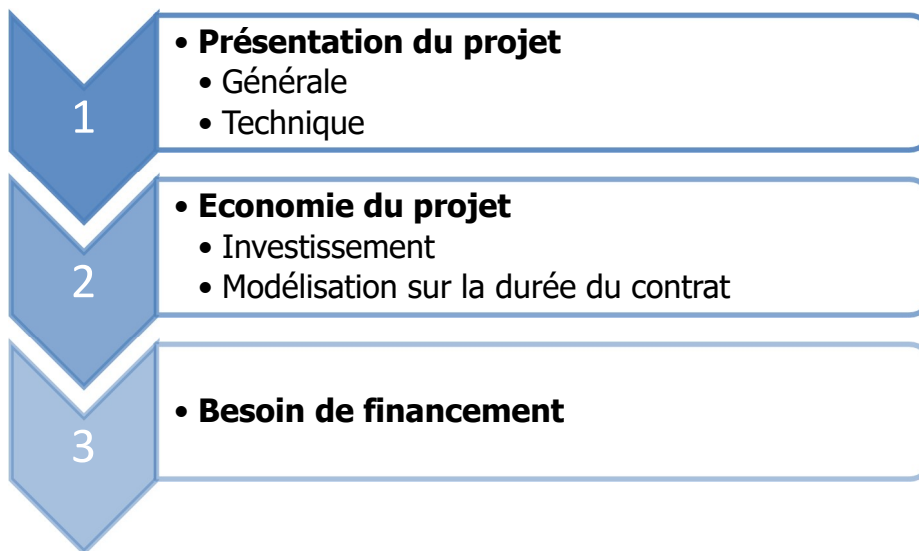 1
• Présentation du projet
• Générale
• Technique
2
• Economie du projet
• Investissement
• Modélisation sur la durée du contrat
3
• Besoin de financement